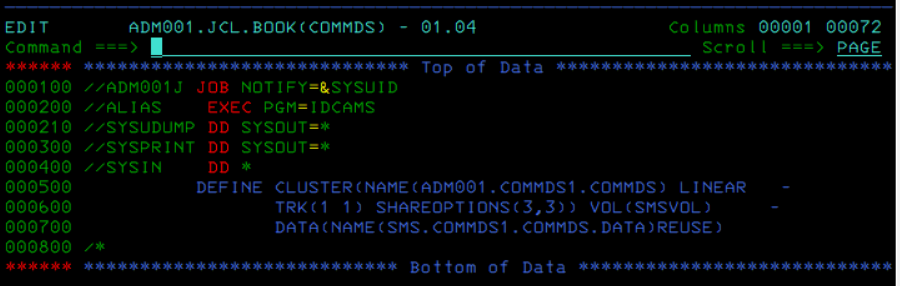 EDIT ADM001.JCL.BOOK(COMMDS) - 01.04 Columns 00001 00072
Command ===> Scroll ===> PAGE
****** ***************************** Top of Data ******************************
000100 //ADM001J JOB NOTIFY=&SYSUID
000200 //ALIAS EXEC PGM=IDCAMS
000210 //SYSUDUMP DD SYSOUT=*
000300 //SYSPRINT DD SYSOUT=*
000400 //SYSIN DD *
000500 DEFINE CLUSTER(NAME(ADM001.COMMDS1.COMMDS) LINEAR -
000600 TRK(1 1) SHAREOPTIONS(3,3)) VOL(SMSVOL) -
000700 DATA(NAME(SMS.COMMDS1.COMMDS.DATA)REUSE)
000800 /*
****** **************************** Bottom of Data ****************************